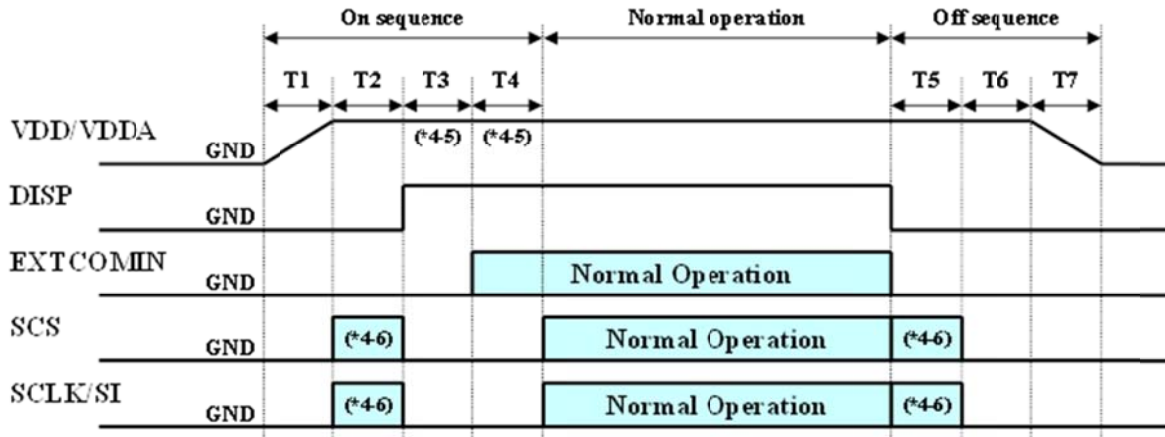 On sequence Normal operation Off sequence
T1 T2 T3 T4 T5 T6 T7
VDD/VDDA GND (*4-5) (*4-5)
DISP GND
EXTCOMIN GND Normal Operation
SCS GND (*4-6) Normal Operation (*4-6)
SCLK/SI GND (*4-6) Normal Operation (*4-6)